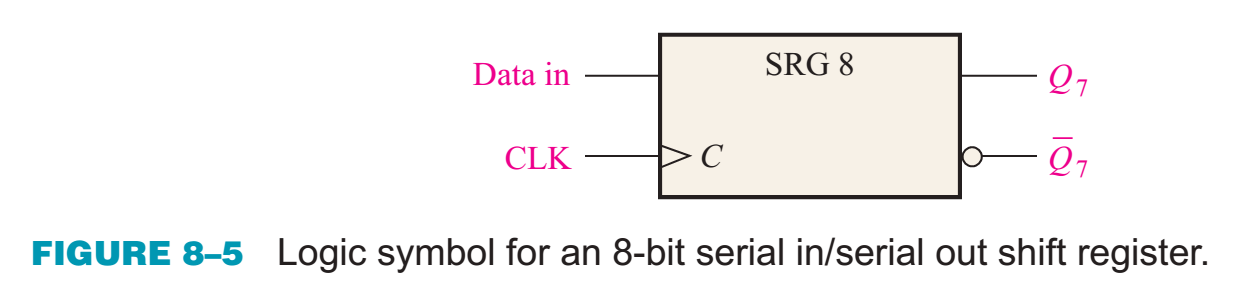 SRG 8
Data in
Q7
CLK
C
Q̅7
FIGURE 8–5 Logic symbol for an 8-bit serial in/serial out shift register.